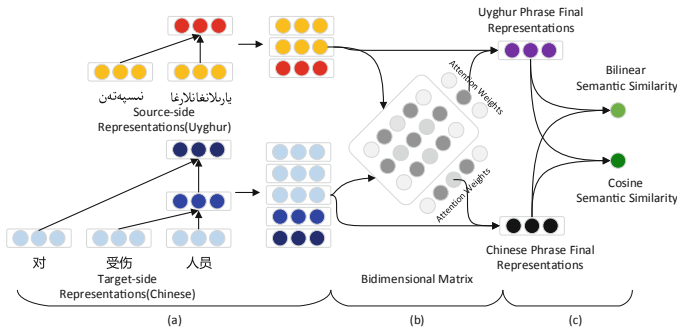 Uyghur Phrase Final
Representations
Attention Weights
Bilinear
Semantic Similarity
نىسپەتەن
يارىلانغانلارغا
Source-side
Representations(Uyghur)
Attention Weights
Cosine
Semantic Similarity
对
受伤
人员
Chinese Phrase Final
Representations
Target-side
Representations(Chinese)
Bidimensional Matrix
(a)
(b)
(c)